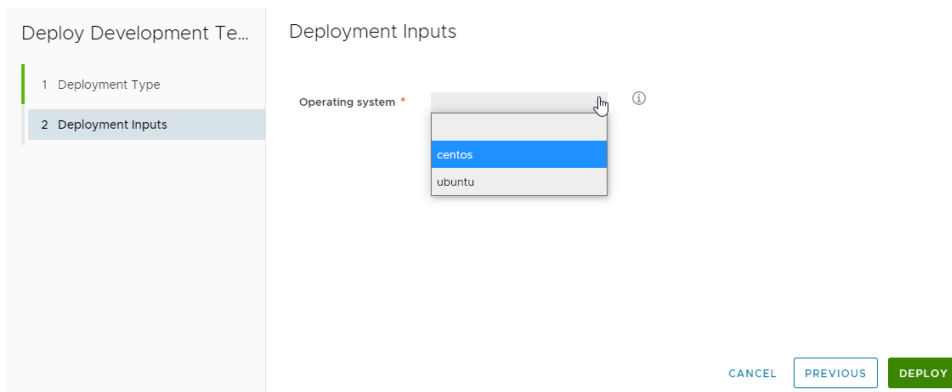 Deploy Development Te...
1 Deployment Type
2 Deployment Inputs
Deployment Inputs
Operating system *
centos
ubuntu
CANCEL
PREVIOUS
DEPLOY